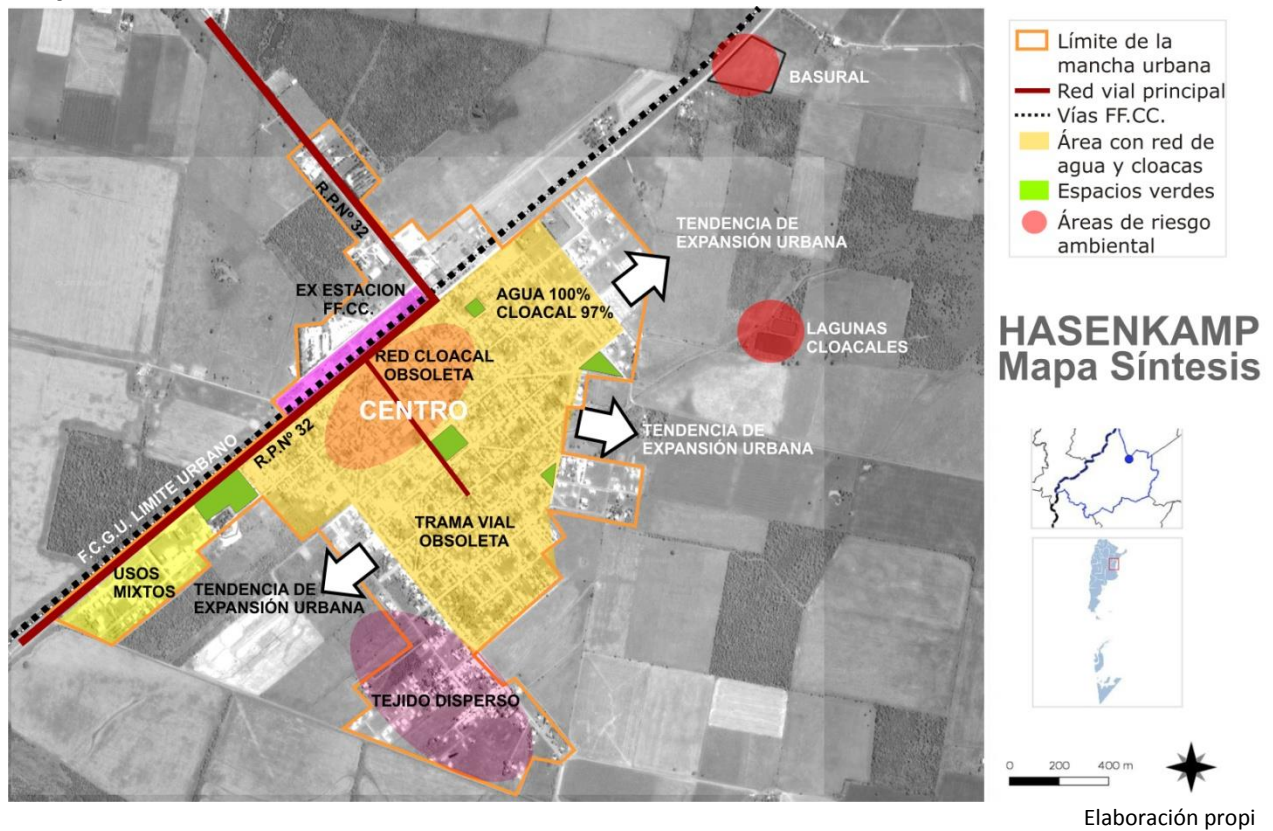 BASURAL
R.P.Nº 32
TENDENCIA DE
EXPANSIÓN URBANA
EX ESTACION
FF.CC.
AGUA 100%
CLOACAL 97%
LAGUNAS
CLOACALES
RED CLOACAL
OBSOLETA
CENTRO
TENDENCIA DE
EXPANSIÓN URBANA
R.P.Nº 32
F.C.G.U. LIMITE URBANO
TRAMA VIAL
OBSOLETA
USOS
MIXTOS
TENDENCIA DE
EXPANSIÓN URBANA
TEJIDO DISPERSO
Límite de la
mancha urbana
Red vial principal
Vías FF.CC.
Área con red de
agua y cloacas
Espacios verdes
Áreas de riesgo
ambiental
HASENKAMP
Mapa Síntesis
0 200 400 m
Elaboración propi